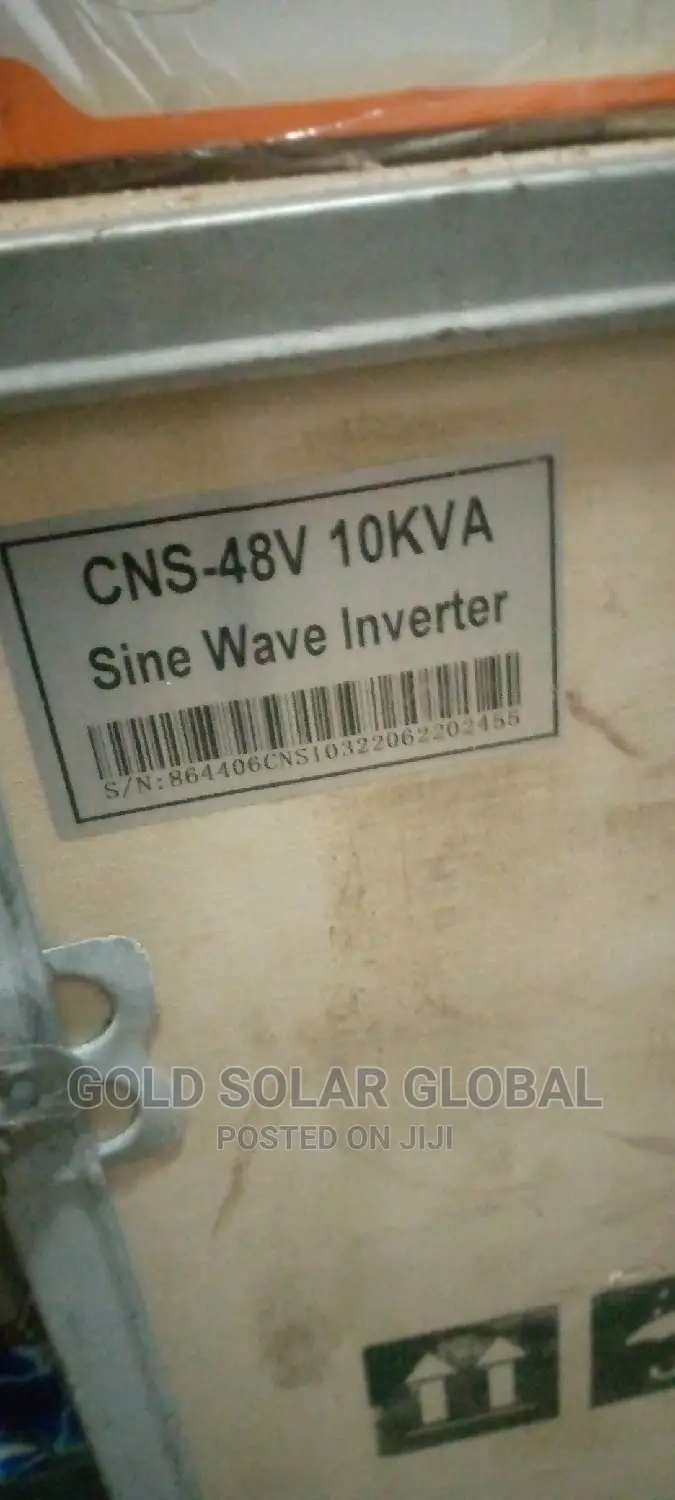 CNS-48V 10KVA
Sine Wave Inverter
S/N:864406CNS10322062202455
GOLD SOLAR GLOBAL
POSTED ON JIJI